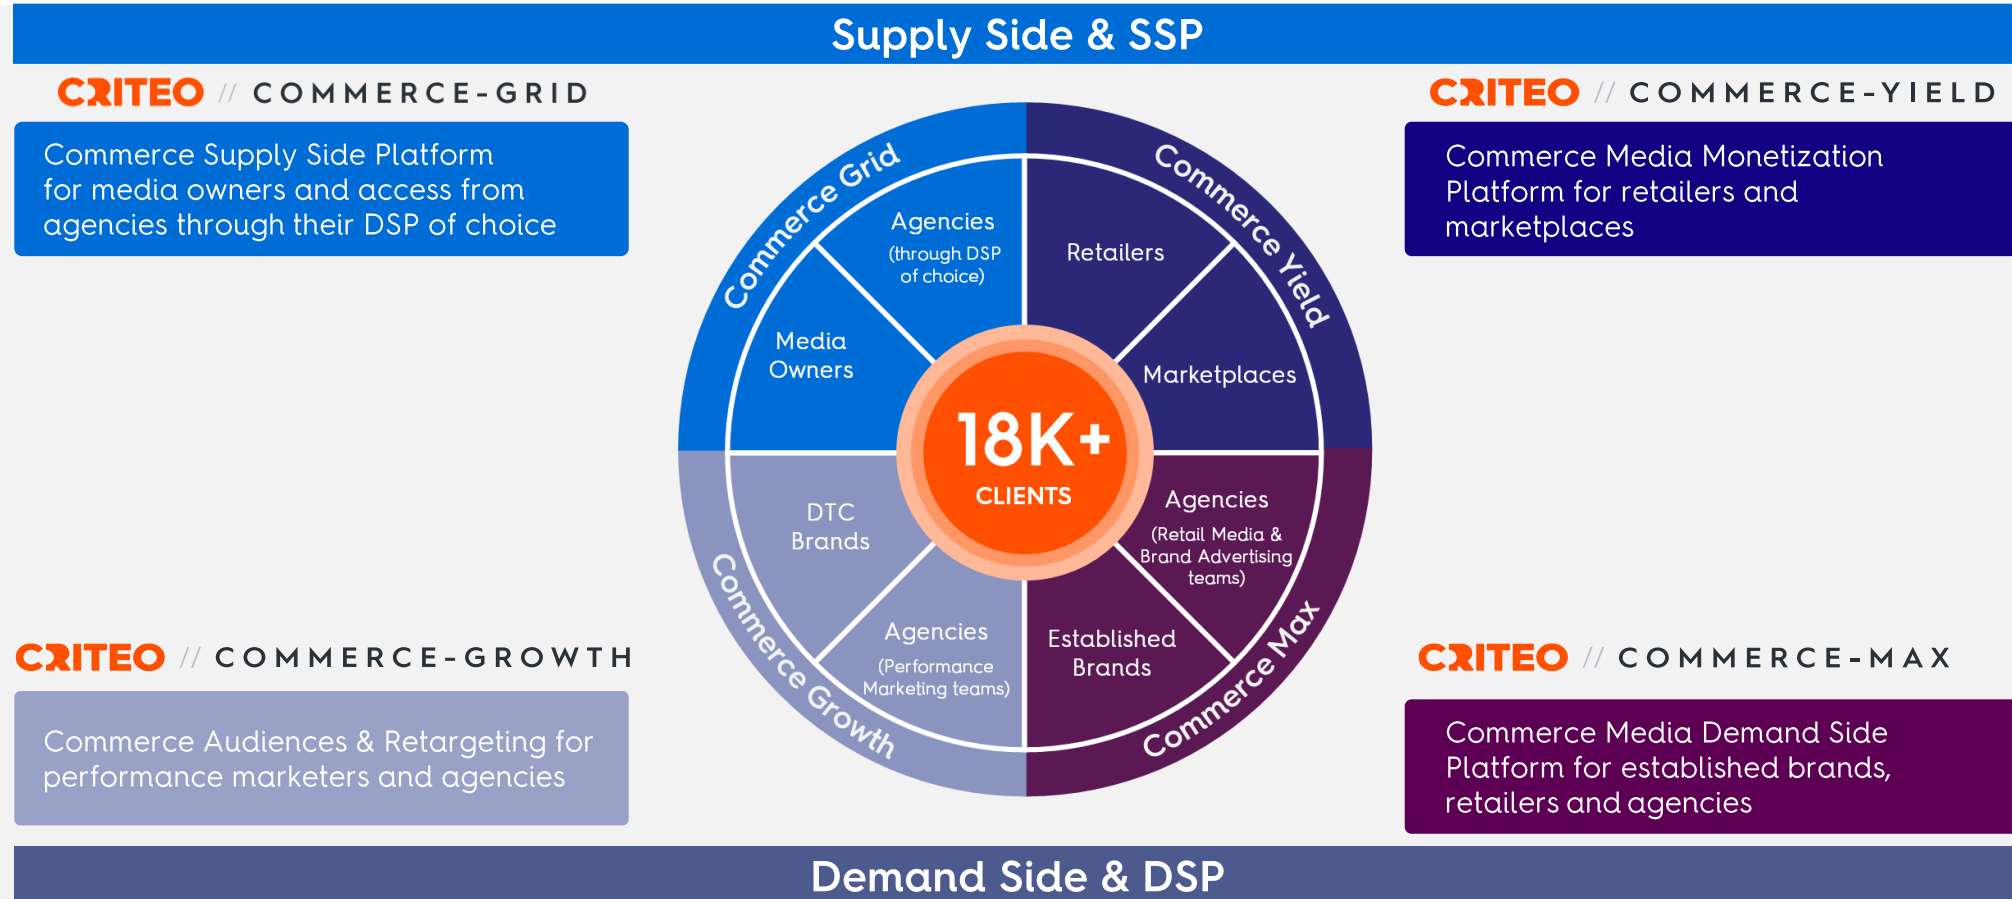 Supply Side & SSP
CRITEO // COMMERCE-GRID
Commerce Supply Side Platform
for media owners and access from
agencies through their DSP of choice
CRITEO // COMMERCE-YIELD
Commerce Media Monetization
Platform for retailers and
marketplaces
Commerce Grid
Commerce Yield
Agencies
(through DSP
of choice)
Retailers
Media
Owners
Marketplaces
18K+
CLIENTS
DTC
Brands
Agencies
(Retail Media &
Brand Advertising
teams)
Agencies
(Performance
Marketing teams)
Established
Brands
Commerce Growth
Commerce Max
CRITEO // COMMERCE-GROWTH
Commerce Audiences & Retargeting for
performance marketers and agencies
CRITEO // COMMERCE-MAX
Commerce Media Demand Side
Platform for established brands,
retailers and agencies
Demand Side & DSP